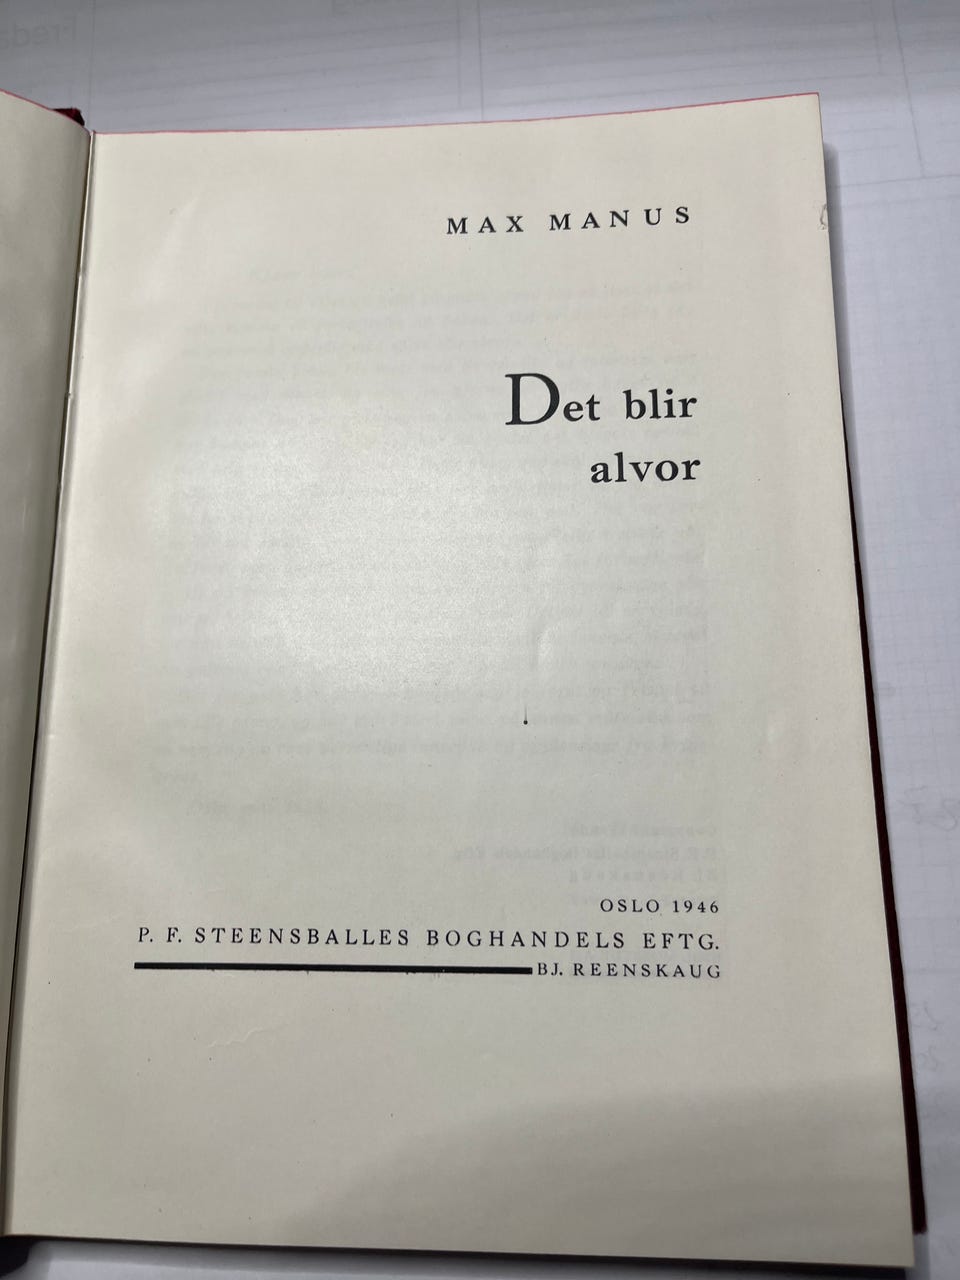 MAX MANUS
Det blir
alvor
OSLO 1946
P. F. STEENSBALLES BOGHANDELS EFTG.
BJ. REENSKAUG